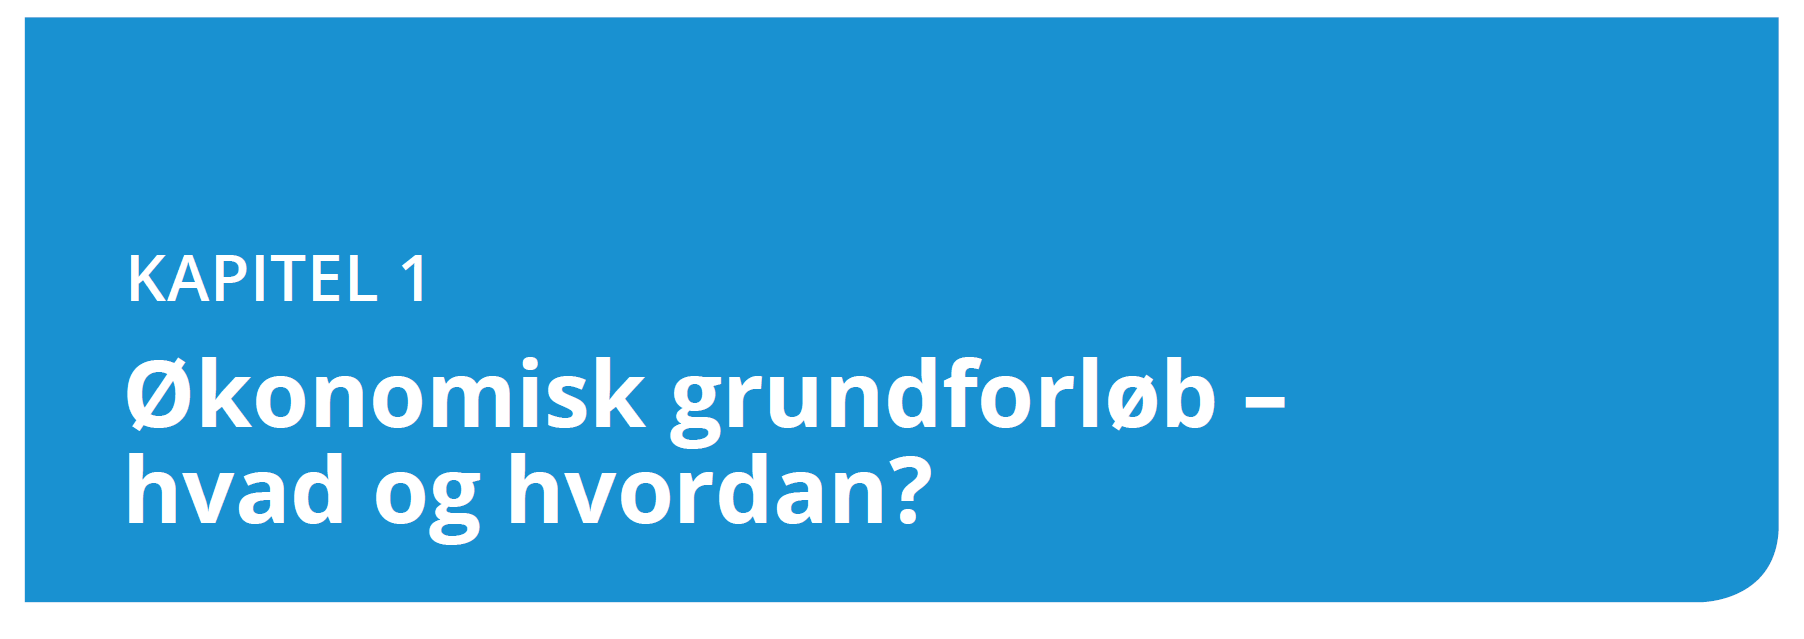 KAPITEL 1
Økonomisk grundforløb –
hvad og hvordan?